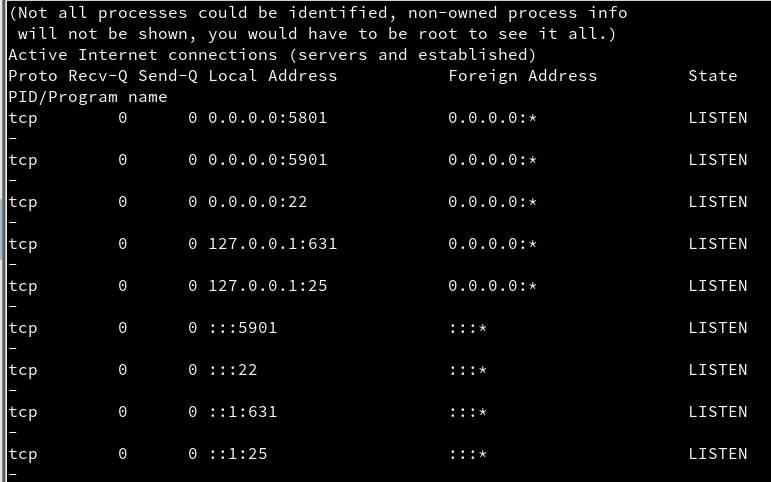 (Not all processes could be identified, non-owned process info
 will not be shown, you would have to be root to see it all.)
Active Internet connections (servers and established)
Proto Recv-Q Send-Q Local Address           Foreign Address         State
PID/Program name
tcp        0      0 0.0.0.0:5801            0.0.0.0:*               LISTEN
-
tcp        0      0 0.0.0.0:5901            0.0.0.0:*               LISTEN
-
tcp        0      0 0.0.0.0:22              0.0.0.0:*               LISTEN
-
tcp        0      0 127.0.0.1:631           0.0.0.0:*               LISTEN
-
tcp        0      0 127.0.0.1:25            0.0.0.0:*               LISTEN
-
tcp        0      0 :::5901                 :::*                    LISTEN
-
tcp        0      0 :::22                   :::*                    LISTEN
-
tcp        0      0 ::1:631                 :::*                    LISTEN
-
tcp        0      0 ::1:25                  :::*                    LISTEN
-